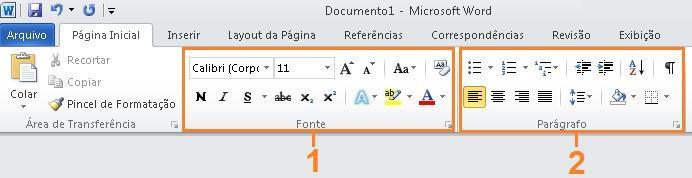 Documento1 - Microsoft Word
Arquivo Página Inicial Inserir Layout da Página Referências Correspondências Revisão Exibição
Colar
Recortar
Copiar
Pincel de Formatação
Área de Transferência
Calibri (Corpo 11 Aa
N I S abc x₂ x² A ab A
Fonte
A Z ¶
Parágrafo
1 2